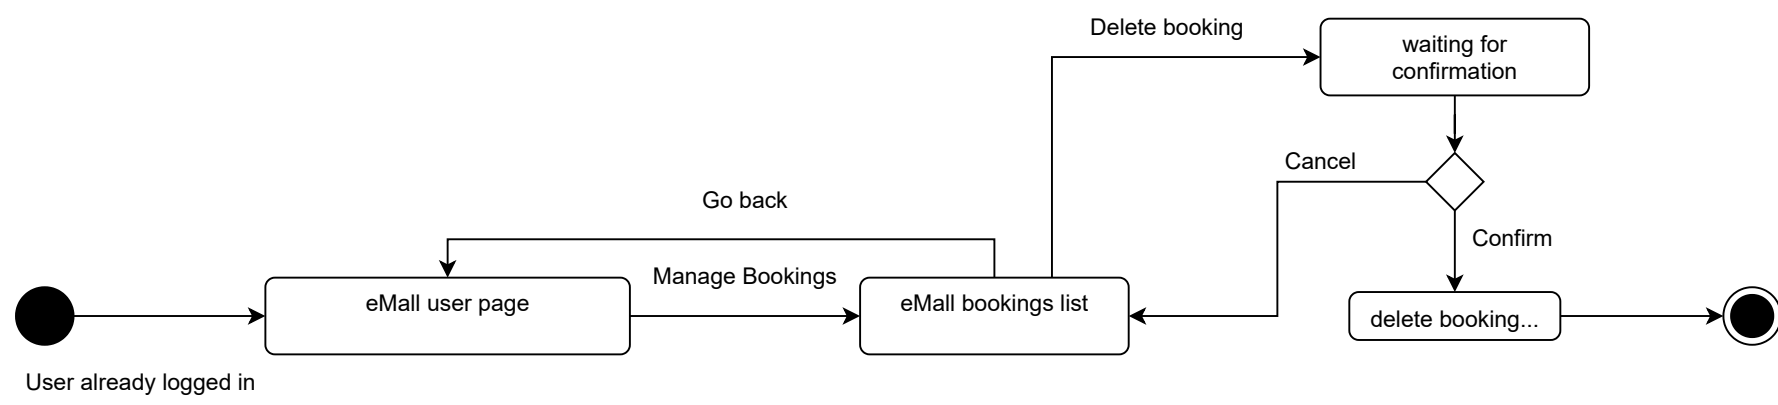 Delete booking
waiting for
confirmation
Cancel
Go back
Confirm
Manage Bookings
eMall user page
eMall bookings list
delete booking...
User already logged in